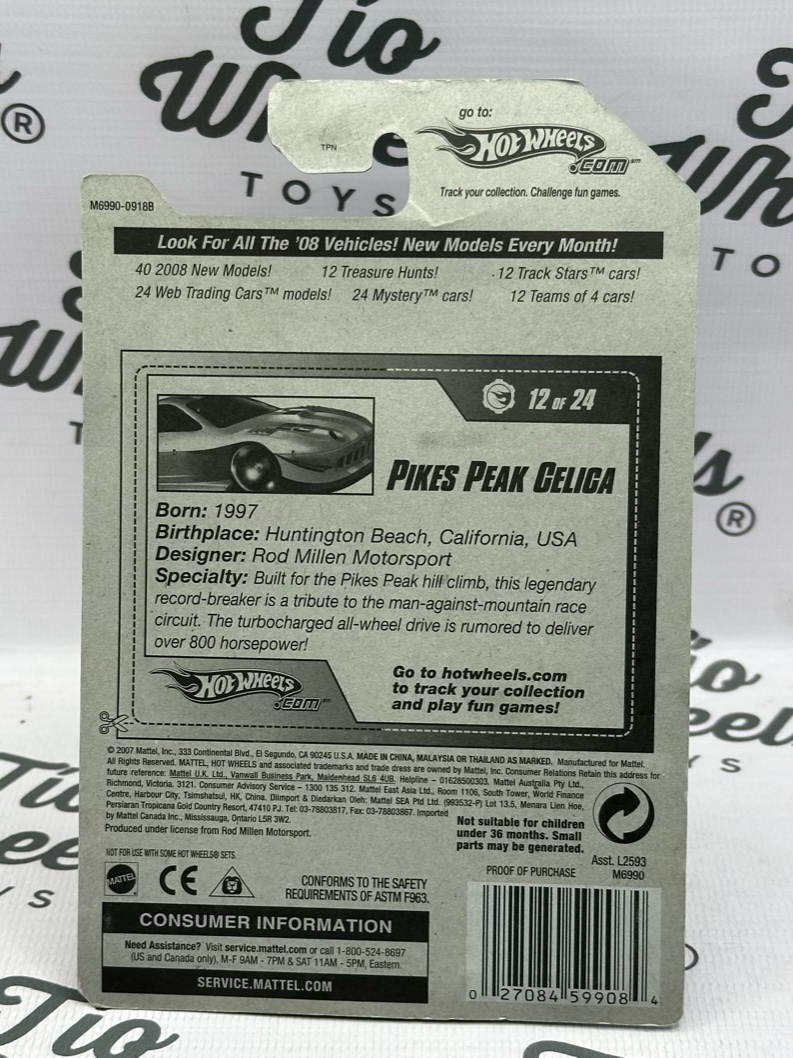 Tio
Wheels
®
TOYS
go to:
HOT WHEELS
.COM™
TPN
Track your collection. Challenge fun games.
M6990-0918B
Look For All The '08 Vehicles! New Models Every Month!
40 2008 New Models! 12 Treasure Hunts! 12 Track Stars™ cars!
24 Web Trading Cars™ models! 24 Mystery™ cars! 12 Teams of 4 cars!
12 OF 24
PIKES PEAK CELICA
Born: 1997
Birthplace: Huntington Beach, California, USA
Designer: Rod Millen Motorsport
Specialty: Built for the Pikes Peak hill climb, this legendary
record-breaker is a tribute to the man-against-mountain race
circuit. The turbocharged all-wheel drive is rumored to deliver
over 800 horsepower!
HOT WHEELS
.COM™
Go to hotwheels.com
to track your collection
and play fun games!
© 2007 Mattel, Inc., 333 Continental Blvd., El Segundo, CA 90245 U.S.A. MADE IN CHINA, MALAYSIA OR THAILAND AS MARKED. Manufactured for Mattel.
All Rights Reserved. MATTEL, HOT WHEELS and associated trademarks and trade dress are owned by Mattel, Inc. Consumer Relations Retain this address for
future reference: Mattel U.K. Ltd., Vanwall Business Park, Maidenhead SL6 4UB. Helpline – 01628500303. Mattel Australia Pty Ltd.,
Richmond, Victoria. 3121. Consumer Advisory Service – 1300 135 312. Mattel East Asia Ltd., Room 1106, South Tower, World Finance
Centre, Harbour City, Tsimshatsui, HK, China. Diimport & Diedarkan Oleh: Mattel SEA Ptd Ltd. (993532-P) Lot 13.5, Menara Lien Hoe,
Persiaran Tropicana Gold Country Resort, 47410 PJ. Tel: 03-78803817, Fax: 03-78803867. Imported
by Mattel Canada Inc., Mississauga, Ontario L5R 3W2.
Produced under license from Rod Millen Motorsport.
Not suitable for children
under 36 months. Small
parts may be generated.
NOT FOR USE WITH SOME HOT WHEELS® SETS.
Asst. L2593
M6990
PROOF OF PURCHASE
MATTEL
CE
CONFORMS TO THE SAFETY
REQUIREMENTS OF ASTM F963.
CONSUMER INFORMATION
Need Assistance? Visit service.mattel.com or call 1-800-524-8697
(US and Canada only), M-F 9AM - 7PM & SAT 11AM - 5PM, Eastern.
SERVICE.MATTEL.COM
0 27084 59908 4